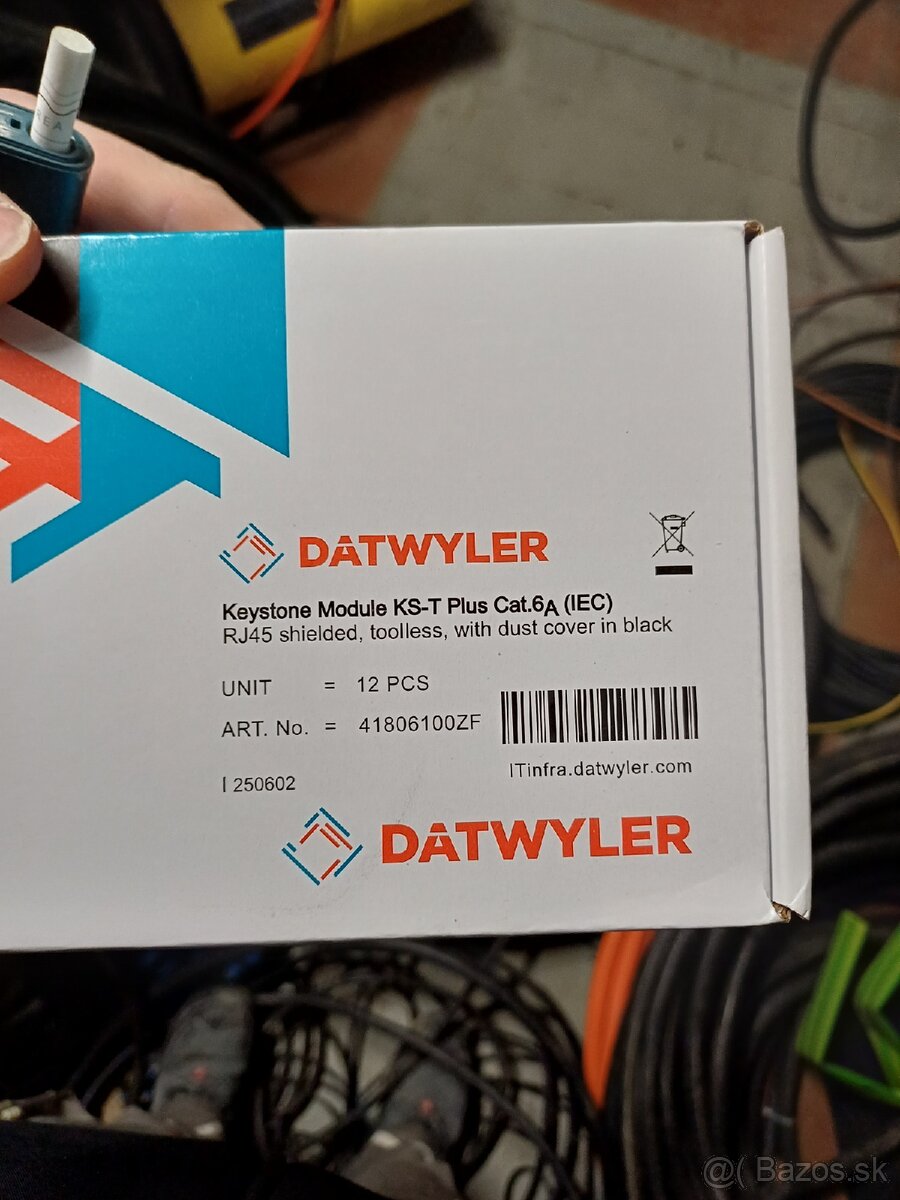 DATWYLER
Keystone Module KS-T Plus Cat.6A (IEC)
RJ45 shielded, toolless, with dust cover in black
UNIT = 12 PCS
ART. No. = 41806100ZF
ITinfra.datwyler.com
I 250602
DATWYLER
@( Bazos.sk